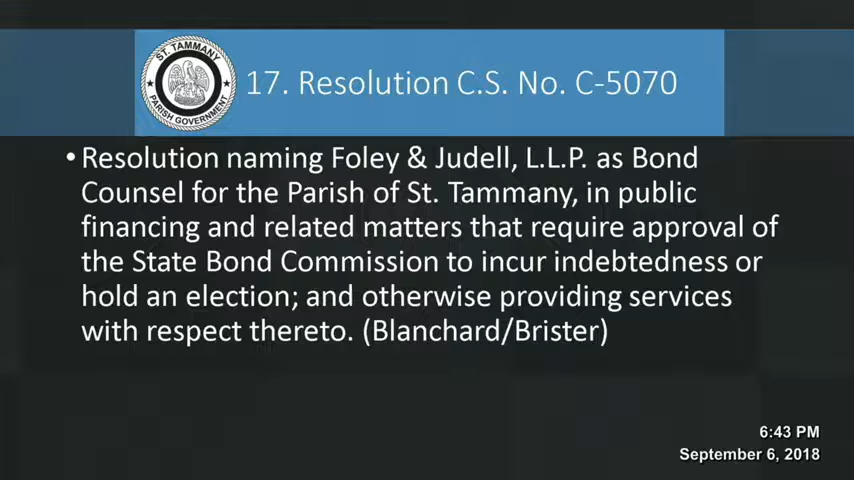 ST. TAMMANY
PARISH GOVERNMENT
17. Resolution C.S. No. C-5070
• Resolution naming Foley & Judell, L.L.P. as Bond
Counsel for the Parish of St. Tammany, in public
financing and related matters that require approval of
the State Bond Commission to incur indebtedness or
hold an election; and otherwise providing services
with respect thereto. (Blanchard/Brister)
6:43 PM
September 6, 2018